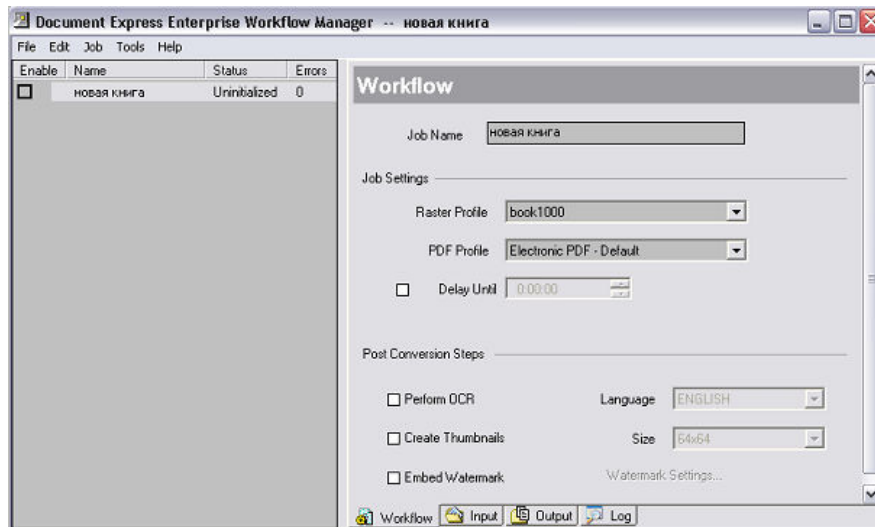 Document Express Enterprise Workflow Manager -- новая книга
File Edit Job Tools Help
Enable Name Status Errors
новая книга Uninitialized 0
Workflow
Job Name новая книга
Job Settings
Raster Profile book1000
PDF Profile Electronic PDF - Default
Delay Until 0:00:00
Post Conversion Steps
Perform OCR Language ENGLISH
Create Thumbnails Size 64x64
Embed Watermark Watermark Settings...
Workflow Input Output Log